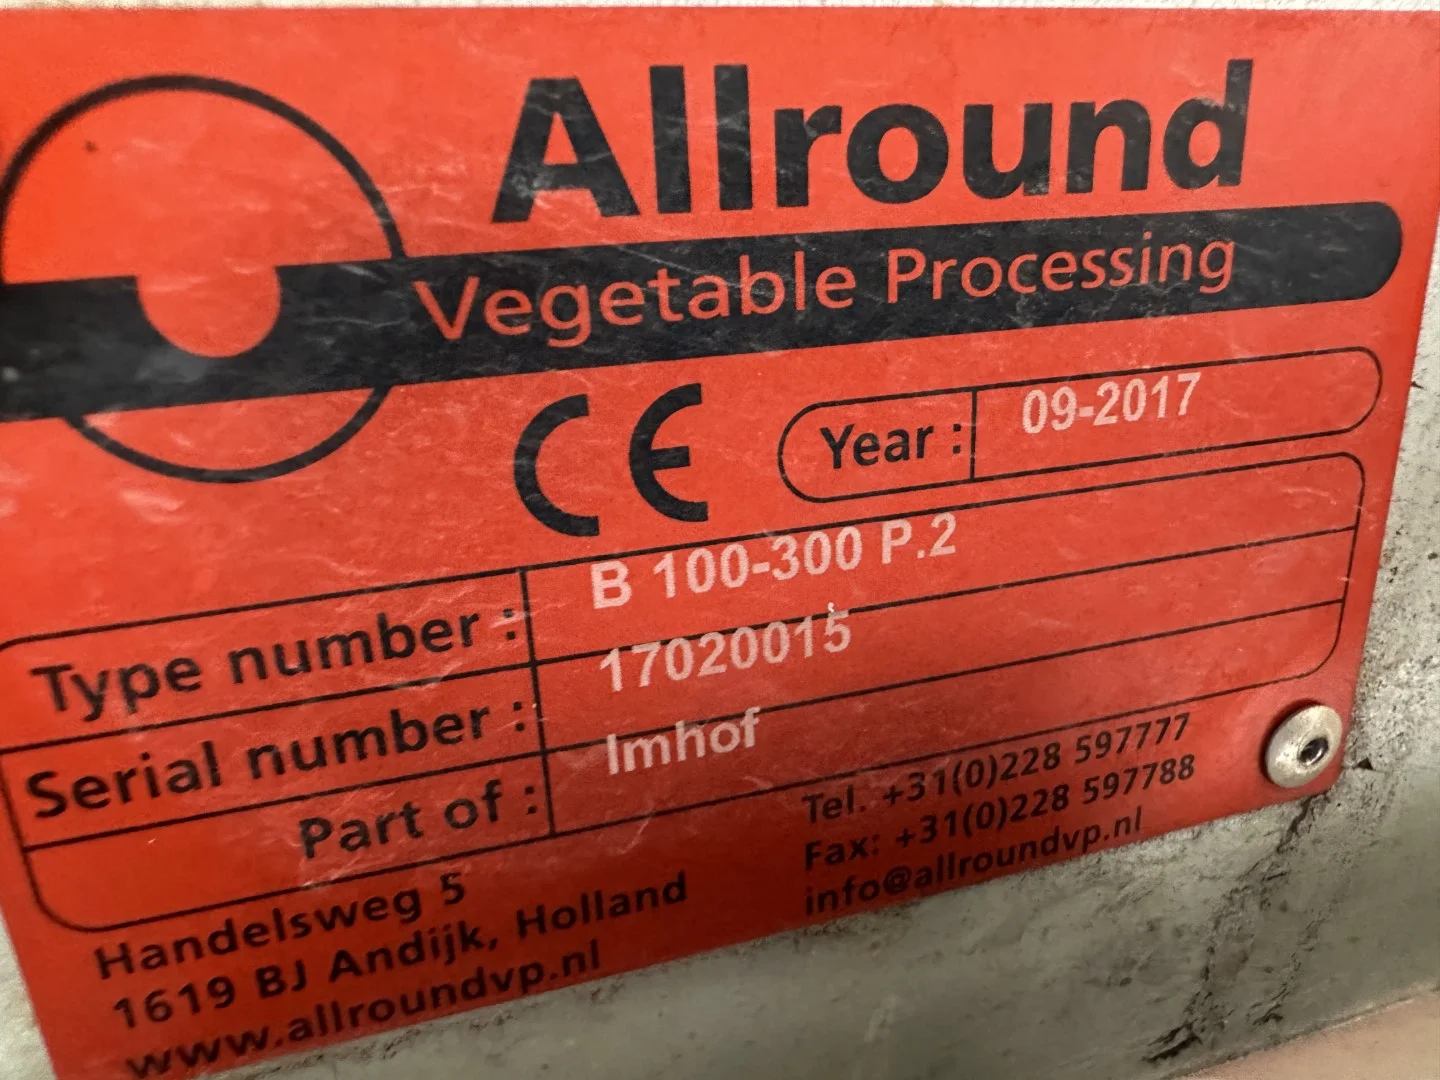 Allround
Vegetable Processing
CE
Year : 09-2017
Type number : B 100-300 P.2
Serial number : 17020015
Part of : Imhof
Handelsweg 5
1619 BJ Andijk, Holland
www.allroundvp.nl
Tel. +31(0)228 597777
Fax: +31(0)228 597788
info@allroundvp.nl